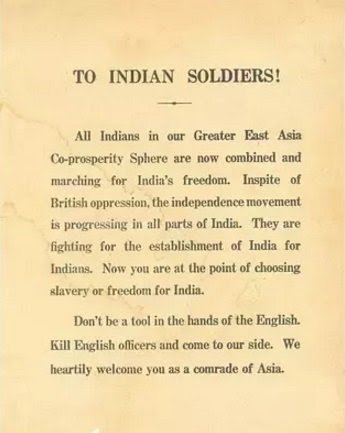 TO INDIAN SOLDIERS!
All Indians in our Greater East Asia
Co-prosperity Sphere are now combined and
marching for India's freedom. Inspite of
British oppression, the independence movement
is progressing in all parts of India. They are
fighting for the establishment of India for
Indians. Now you are at the point of choosing
slavery or freedom for India.
Don't be a tool in the hands of the English.
Kill English officers and come to our side. We
heartily welcome you as a comrade of Asia.